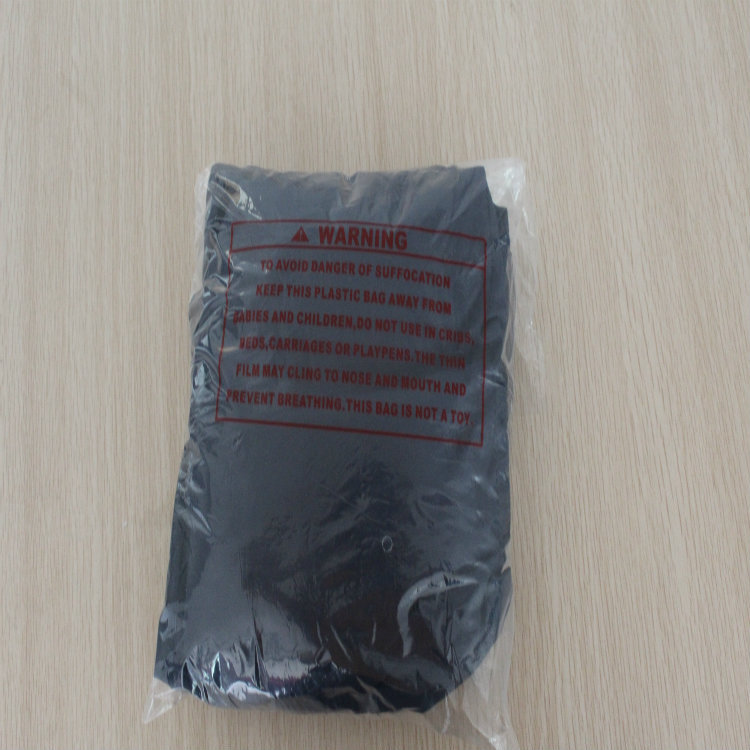 WARNING
TO AVOID DANGER OF SUFFOCATION
KEEP THIS PLASTIC BAG AWAY FROM
BABIES AND CHILDREN,DO NOT USE IN CRIBS,
BEDS,CARRIAGES OR PLAYPENS.THE THIN
FILM MAY CLING TO NOSE AND MOUTH AND
PREVENT BREATHING.THIS BAG IS NOT A TOY.